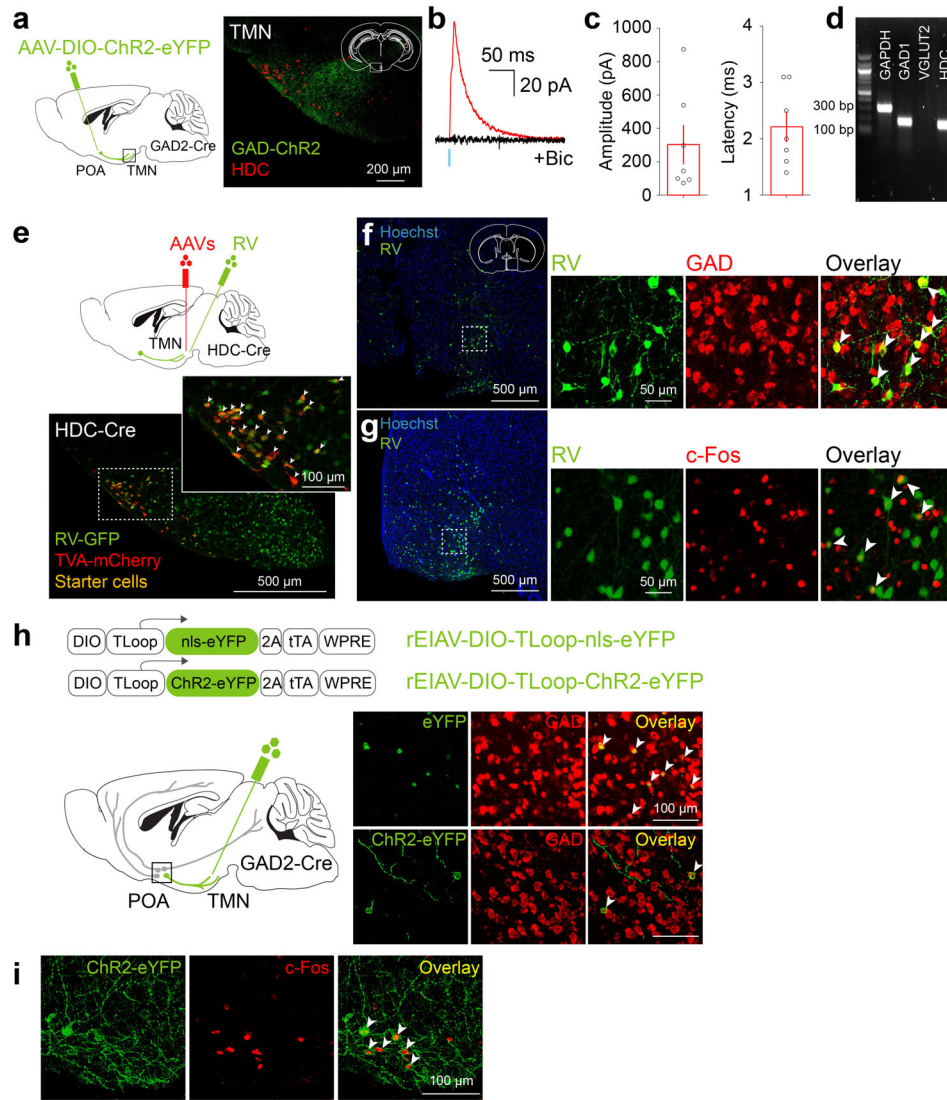 a
AAV-DIO-ChR2-eYFP
GAD2-Cre
POA
TMN
TMN
GAD-ChR2
HDC
200 µm
b
50 ms
20 pA
+Bic
c
Amplitude (pA)
1000
800
600
400
200
0
Latency (ms)
4
3
2
1
d
GAPDH
GAD1
VGLUT2
HDC
300 bp
100 bp
e
AAVs
RV
TMN
HDC-Cre
HDC-Cre
100 µm
RV-GFP
TVA-mCherry
Starter cells
500 µm
f
Hoechst
RV
500 µm
RV
GAD
Overlay
50 µm
g
Hoechst
RV
500 µm
RV
c-Fos
Overlay
50 µm
h
DIO TLoop nls-eYFP 2A tTA WPRE
rEIAV-DIO-TLoop-nls-eYFP
DIO TLoop ChR2-eYFP 2A tTA WPRE
rEIAV-DIO-TLoop-ChR2-eYFP
GAD2-Cre
POA
TMN
eYFP
GAD
Overlay
100 µm
ChR2-eYFP
GAD
Overlay
i
ChR2-eYFP
c-Fos
Overlay
100 µm